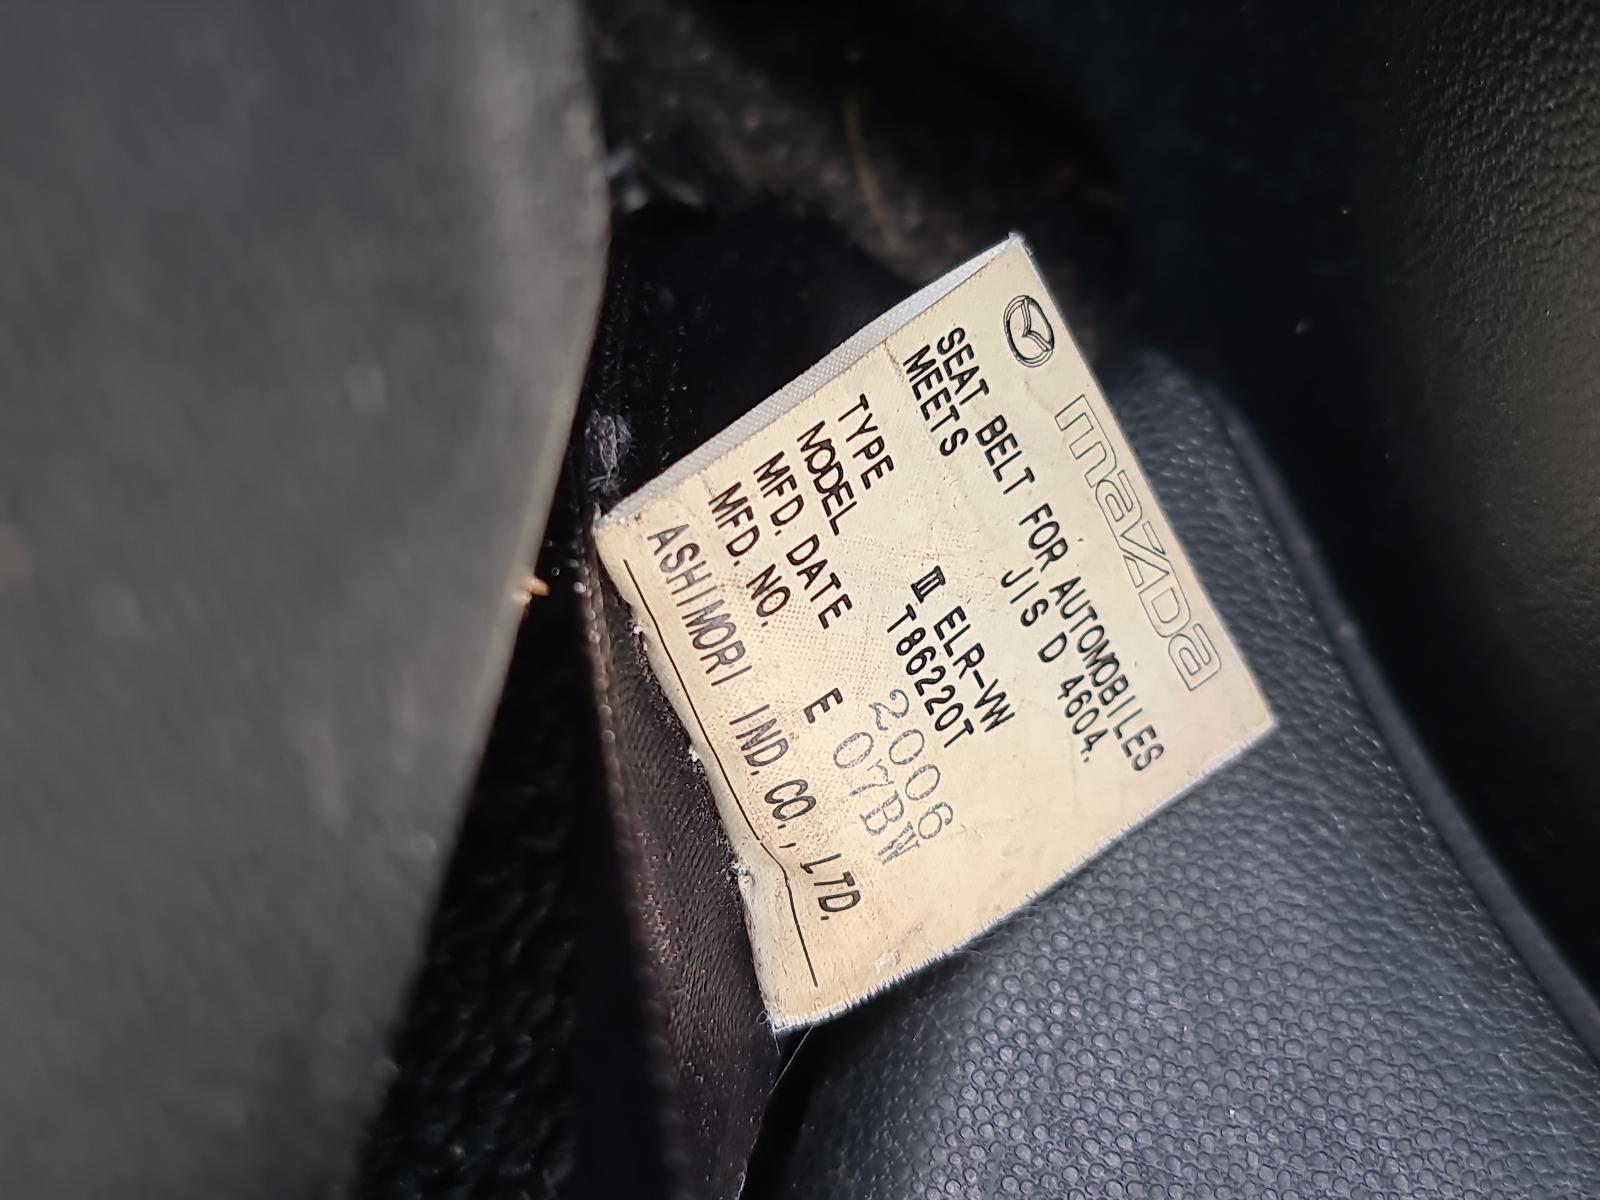 mazda
SEAT BELT FOR AUTOMOBILES
MEETS JIS D 4604.
TYPE III ELR-VW
MODEL T86220T
MFD. DATE 2006
MFD. NO. E 07BW
ASHIMORI IND. CO., LTD.